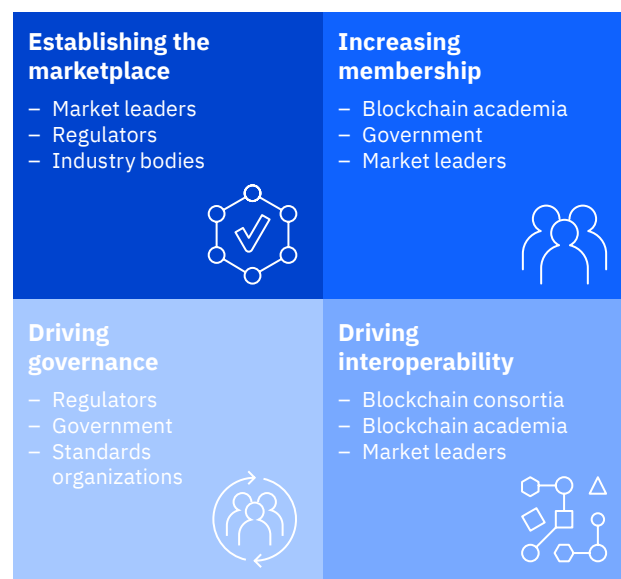 Establishing the
marketplace
– Market leaders
– Regulators
– Industry bodies
Increasing
membership
– Blockchain academia
– Government
– Market leaders
Driving
governance
– Regulators
– Government
– Standards
organizations
Driving
interoperability
– Blockchain consortia
– Blockchain academia
– Market leaders